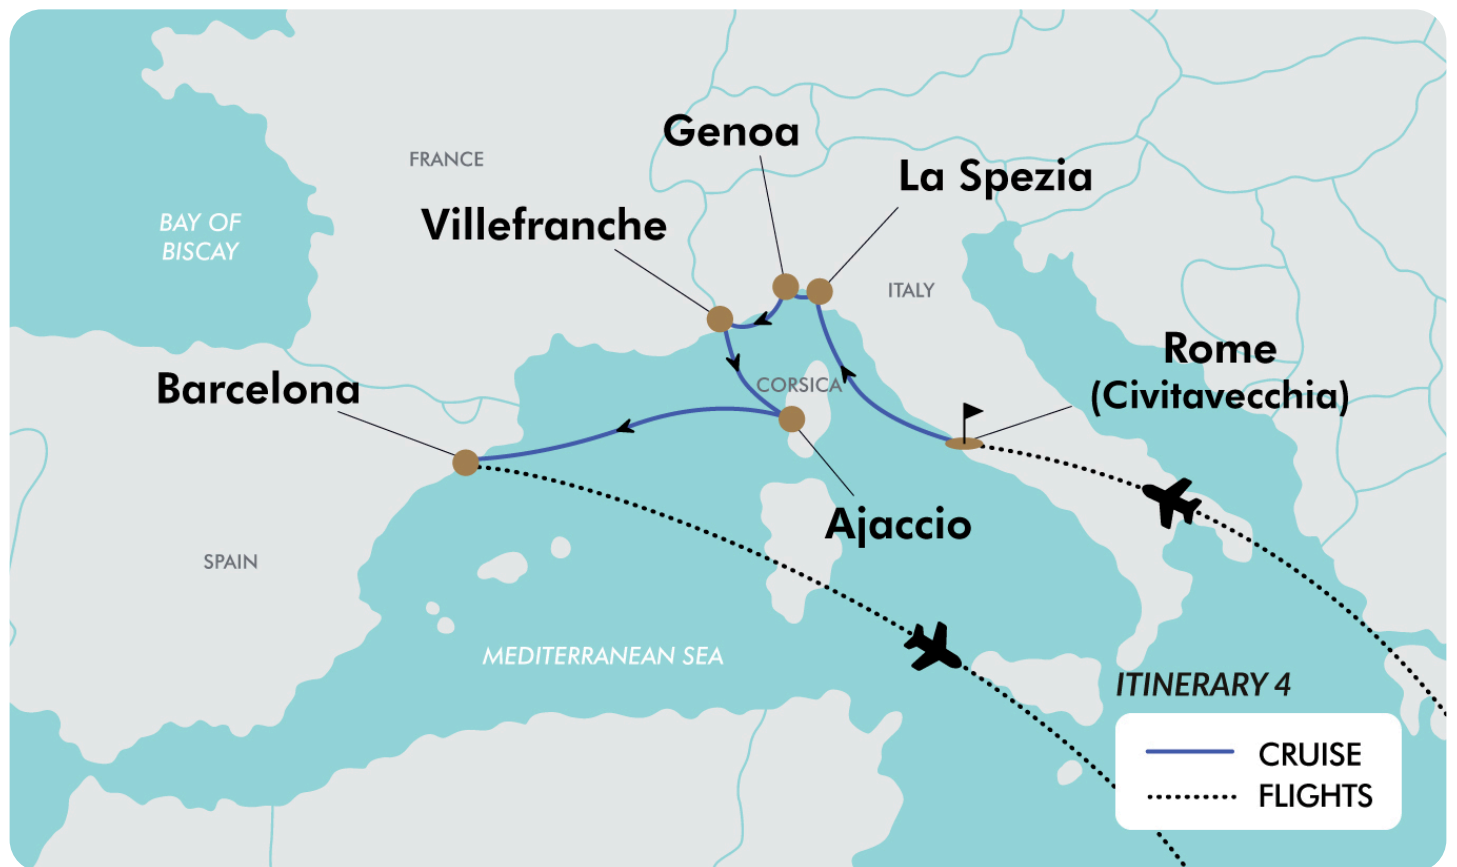 Genoa
FRANCE
La Spezia
Villefranche
BAY OF
BISCAY
ITALY
Rome
(Civitavecchia)
Barcelona
CORSICA
Ajaccio
SPAIN
MEDITERRANEAN SEA
ITINERARY 4
CRUISE
FLIGHTS